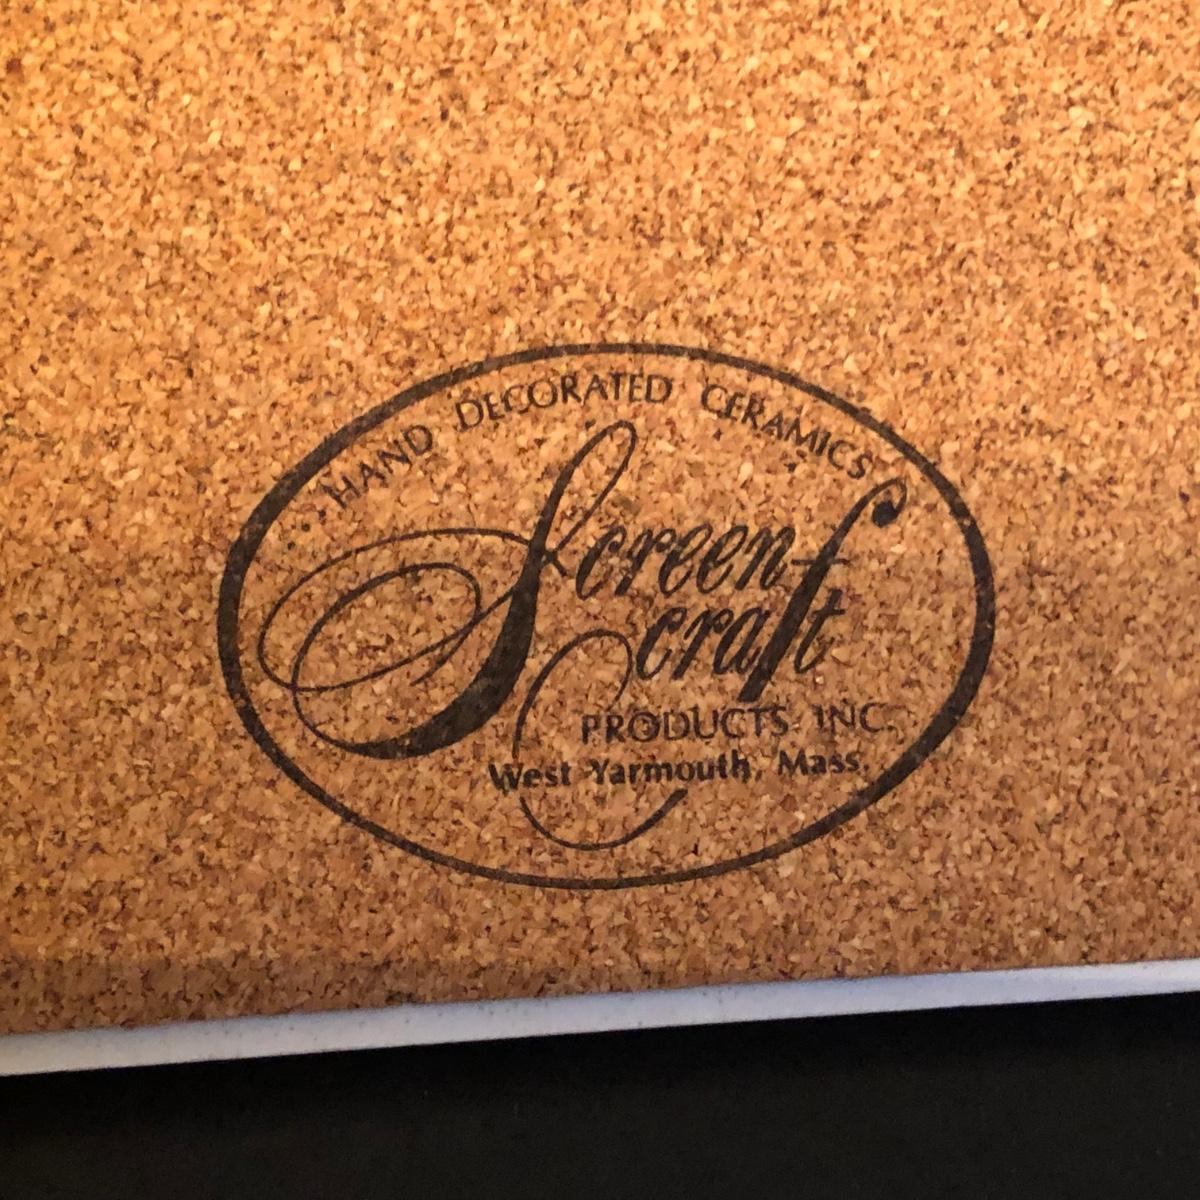 HAND DECORATED CERAMICS
Screen
craft
PRODUCTS INC.
West Yarmouth, Mass.